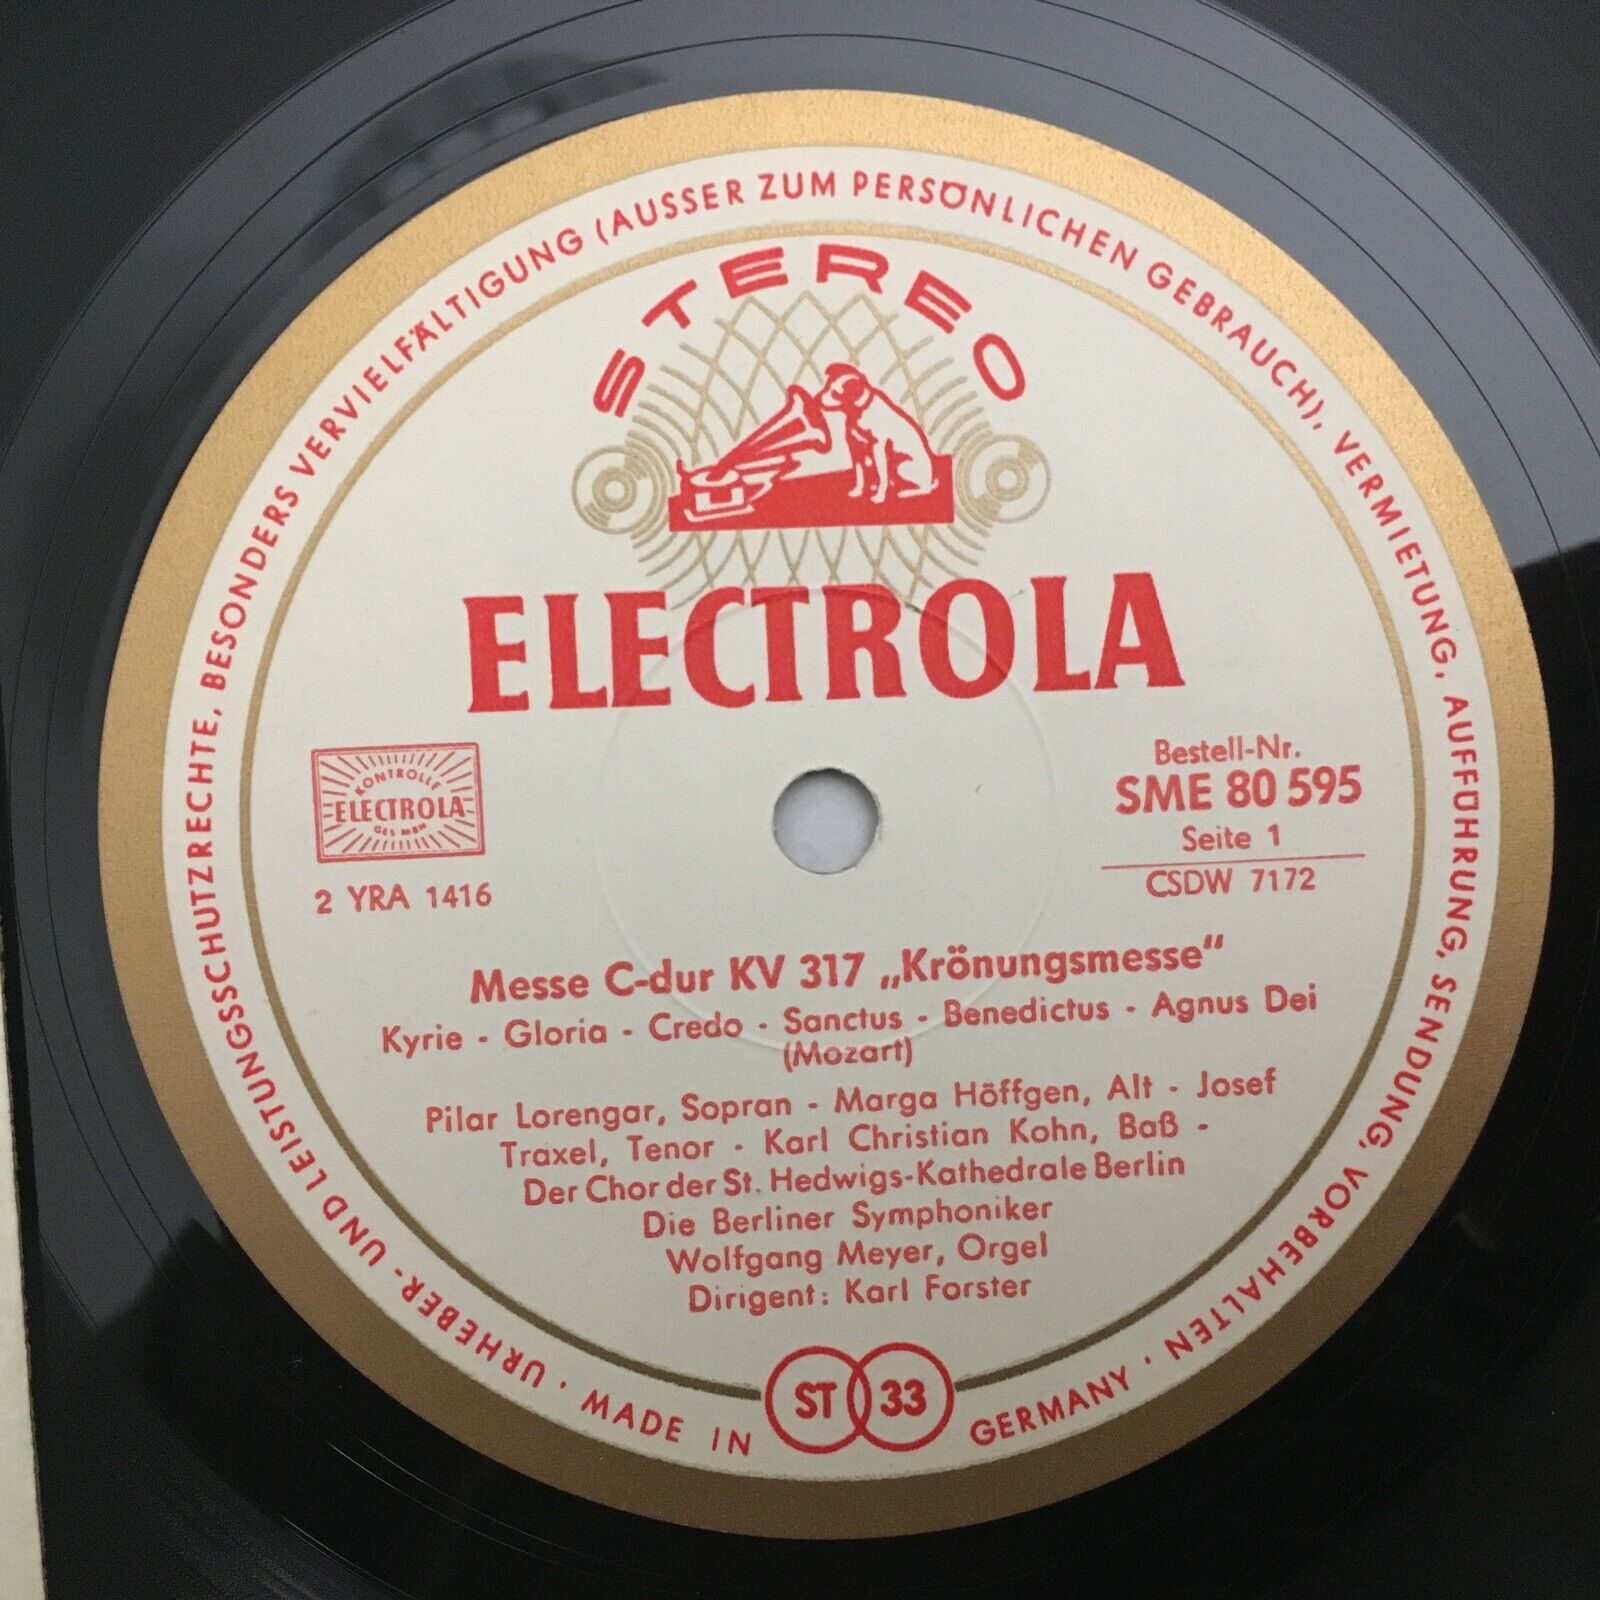 URHEBER- UND LEISTUNGSSCHUTZRECHTE, BESONDERS VERVIELFÄLTIGUNG (AUSSER ZUM PERSÖNLICHEN GEBRAUCH), VERMIETUNG, AUFFÜHRUNG, SENDUNG, VORBEHALTEN ·
STEREO
ELECTROLA
KONTROLLE
ELECTROLA
GES MBH
2 YRA 1416
Bestell-Nr.
SME 80 595
Seite 1
CSDW 7172
Messe C-dur KV 317 „Krönungsmesse“
Kyrie - Gloria - Credo - Sanctus - Benedictus - Agnus Dei
(Mozart)
Pilar Lorengar, Sopran - Marga Höffgen, Alt - Josef
Traxel, Tenor - Karl Christian Kohn, Baß -
Der Chor der St. Hedwigs-Kathedrale Berlin
Die Berliner Symphoniker
Wolfgang Meyer, Orgel
Dirigent: Karl Forster
ST 33
· MADE IN GERMANY ·